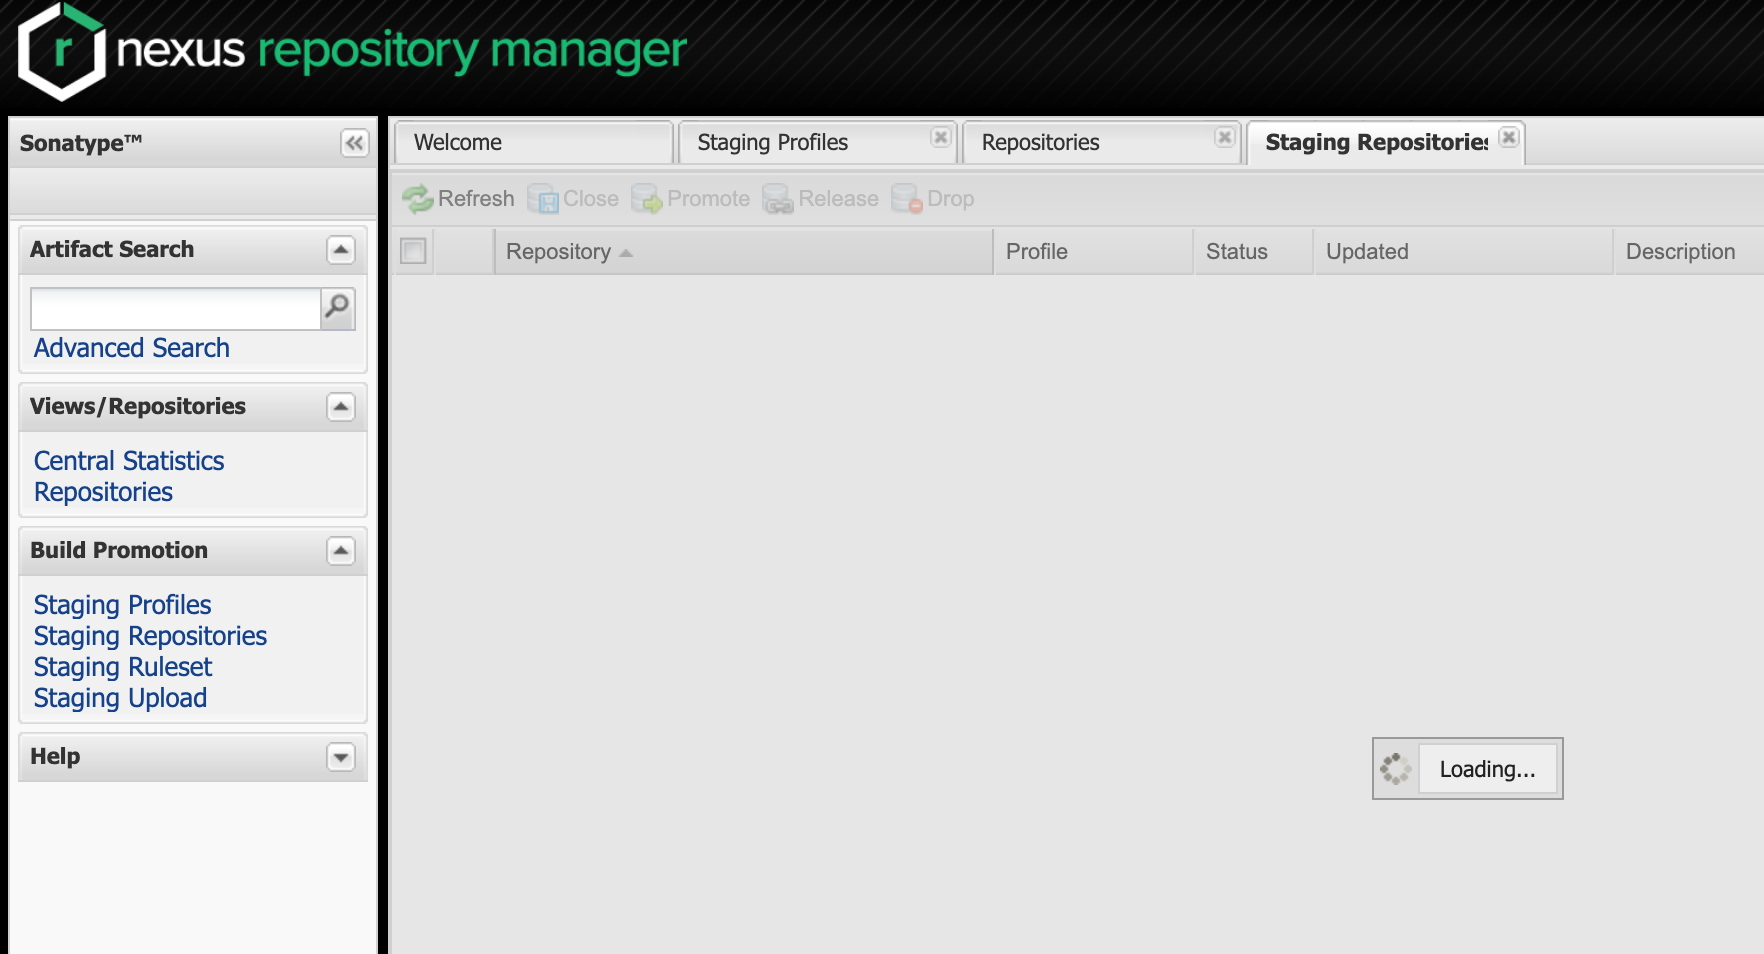 r nexus repository manager
Sonatype™
Welcome
Staging Profiles
Repositories
Staging Repositories
Refresh Close Promote Release Drop
Artifact Search
Repository Profile Status Updated Description
Advanced Search
Views/Repositories
Central Statistics
Repositories
Build Promotion
Staging Profiles
Staging Repositories
Staging Ruleset
Staging Upload
Help
Loading...